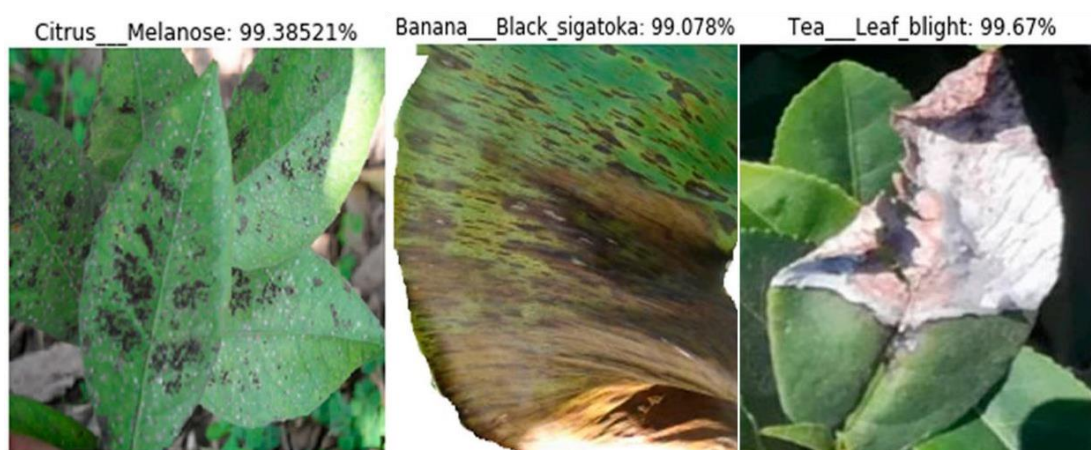 Citrus___Melanose: 99.38521%
Banana___Black_sigatoka: 99.078%
Tea___Leaf_blight: 99.67%